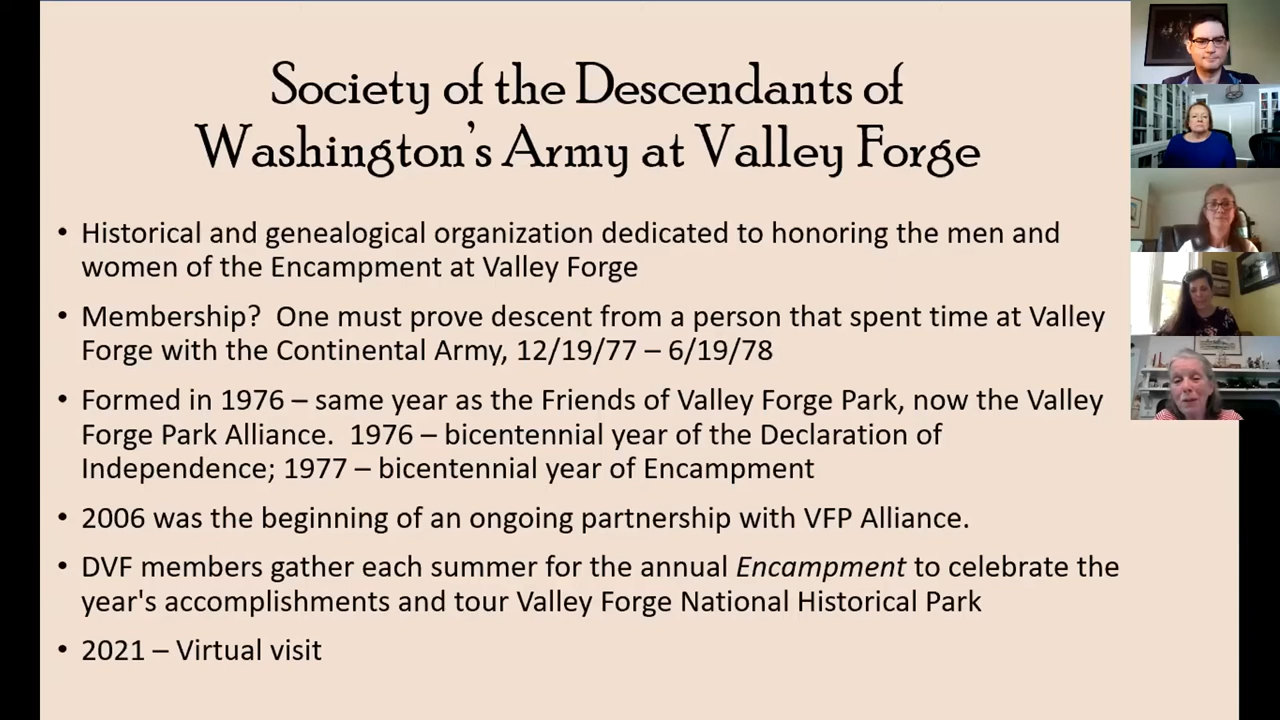 Society of the Descendants of
Washington's Army at Valley Forge
• Historical and genealogical organization dedicated to honoring the men and
women of the Encampment at Valley Forge
• Membership?  One must prove descent from a person that spent time at Valley
Forge with the Continental Army, 12/19/77 – 6/19/78
• Formed in 1976 – same year as the Friends of Valley Forge Park, now the Valley
Forge Park Alliance.  1976 – bicentennial year of the Declaration of
Independence; 1977 – bicentennial year of Encampment
• 2006 was the beginning of an ongoing partnership with VFP Alliance.
• DVF members gather each summer for the annual Encampment to celebrate the
year's accomplishments and tour Valley Forge National Historical Park
• 2021 – Virtual visit